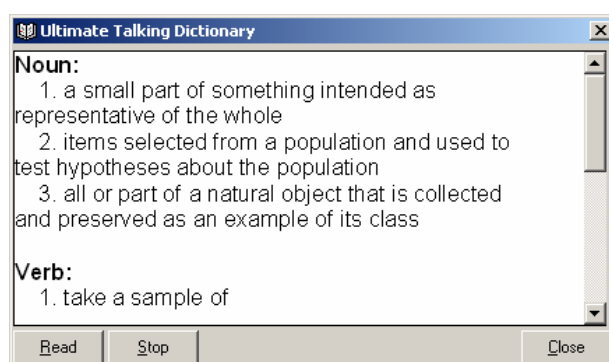 Ultimate Talking Dictionary
Noun:
1. a small part of something intended as
representative of the whole
2. items selected from a population and used to
test hypotheses about the population
3. all or part of a natural object that is collected
and preserved as an example of its class
Verb:
1. take a sample of
Read Stop Close